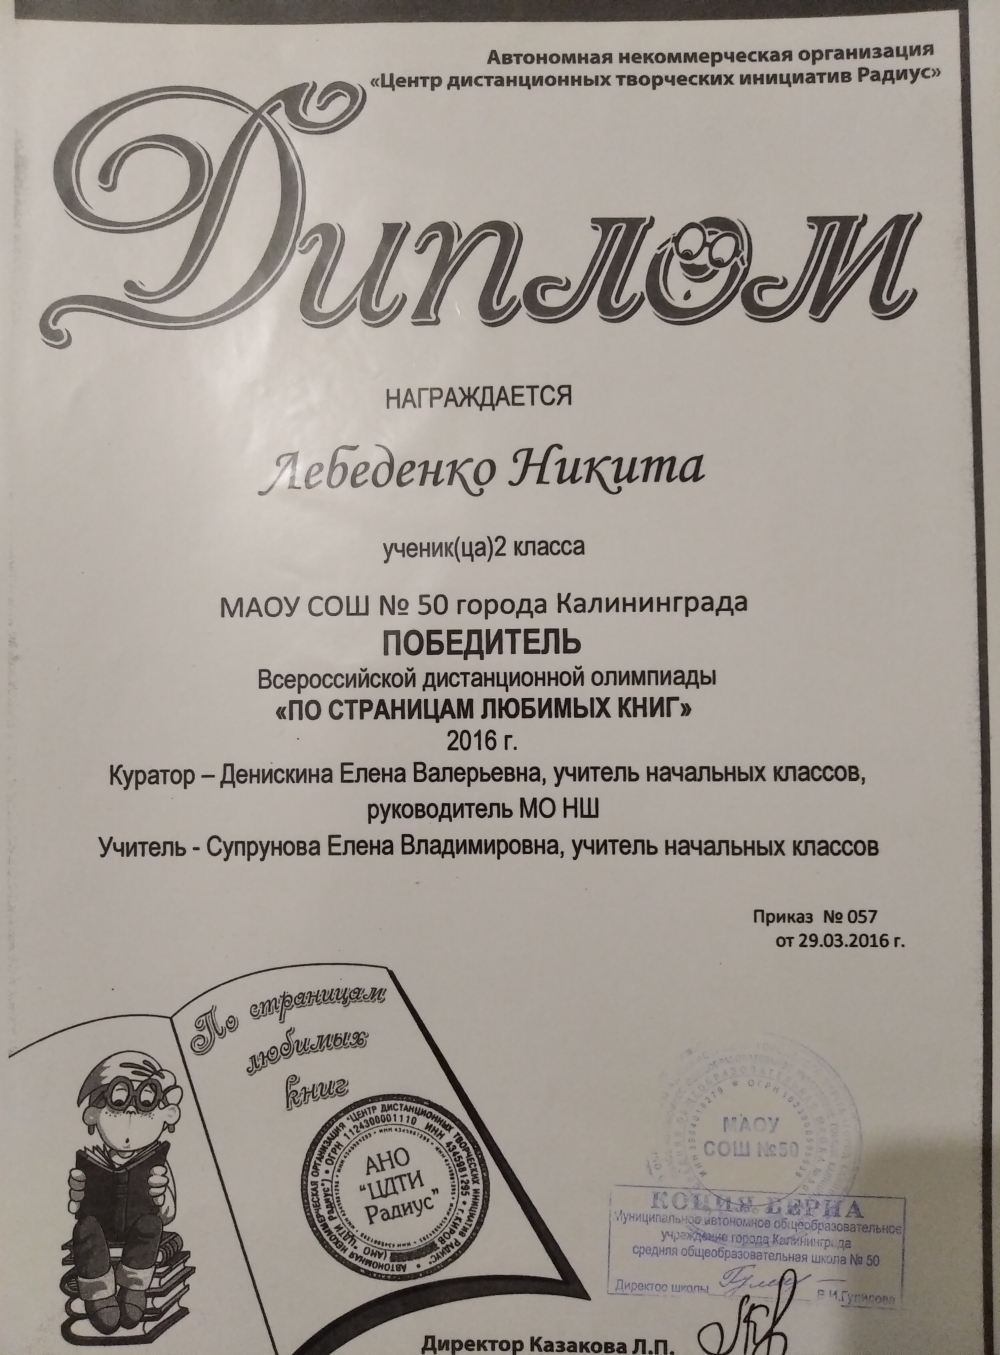 Автономная некоммерческая организация
«Центр дистанционных творческих инициатив Радиус»
Диплом
НАГРАЖДАЕТСЯ
Лебеденко Никита
ученик(ца)2 класса
МАОУ СОШ № 50 города Калининграда
ПОБЕДИТЕЛЬ
Всероссийской дистанционной олимпиады
«ПО СТРАНИЦАМ ЛЮБИМЫХ КНИГ»
2016 г.
Куратор – Денискина Елена Валерьевна, учитель начальных классов,
руководитель МО НШ
Учитель - Супрунова Елена Владимировна, учитель начальных классов
Приказ № 057
от 29.03.2016 г.
По страницам
любимых
книг
АНО
"ЦДТИ
Радиус"
МАОУ
СОШ №50
КОПИЯ ВЕРНА
Муниципальное автономное общеобразовательное
учреждение города Калининграда
средняя общеобразовательная школа № 50
Директор школы
Директор Казакова Л.П.